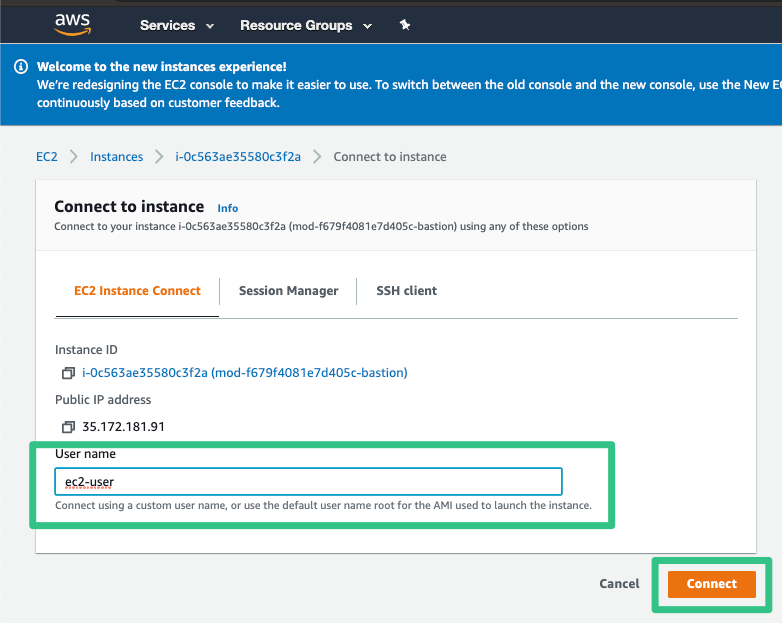 aws Services Resource Groups
Welcome to the new instances experience!
We're redesigning the EC2 console to make it easier to use. To switch between the old console and the new console, use the New
continuously based on customer feedback.
EC2 > Instances > i-0c563ae35580c3f2a > Connect to instance
Connect to instance Info
Connect to your instance i-0c563ae35580c3f2a (mod-f679f4081e7d405c-bastion) using any of these options
EC2 Instance Connect Session Manager SSH client
Instance ID
i-0c563ae35580c3f2a (mod-f679f4081e7d405c-bastion)
Public IP address
35.172.181.91
User name
ec2-user
Connect using a custom user name, or use the default user name root for the AMI used to launch the instance.
Cancel Connect